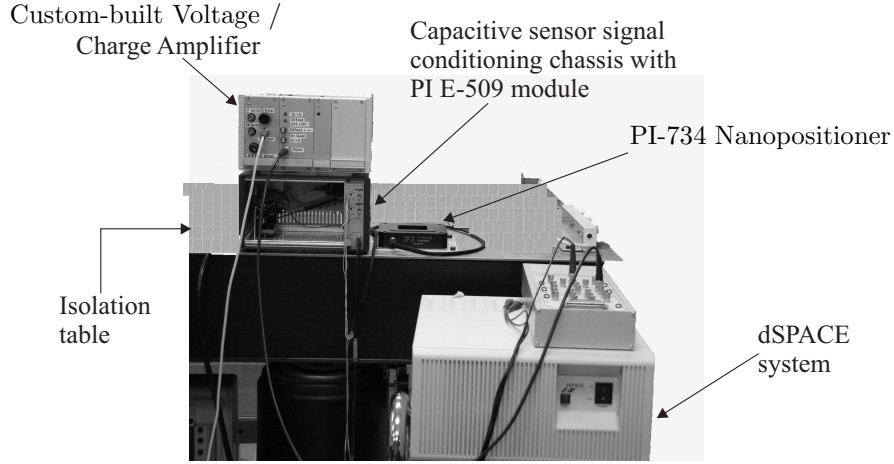 Custom-built Voltage /
Charge Amplifier
Capacitive sensor signal
conditioning chassis with
PI E-509 module
PI-734 Nanopositioner
Isolation
table
dSPACE
system